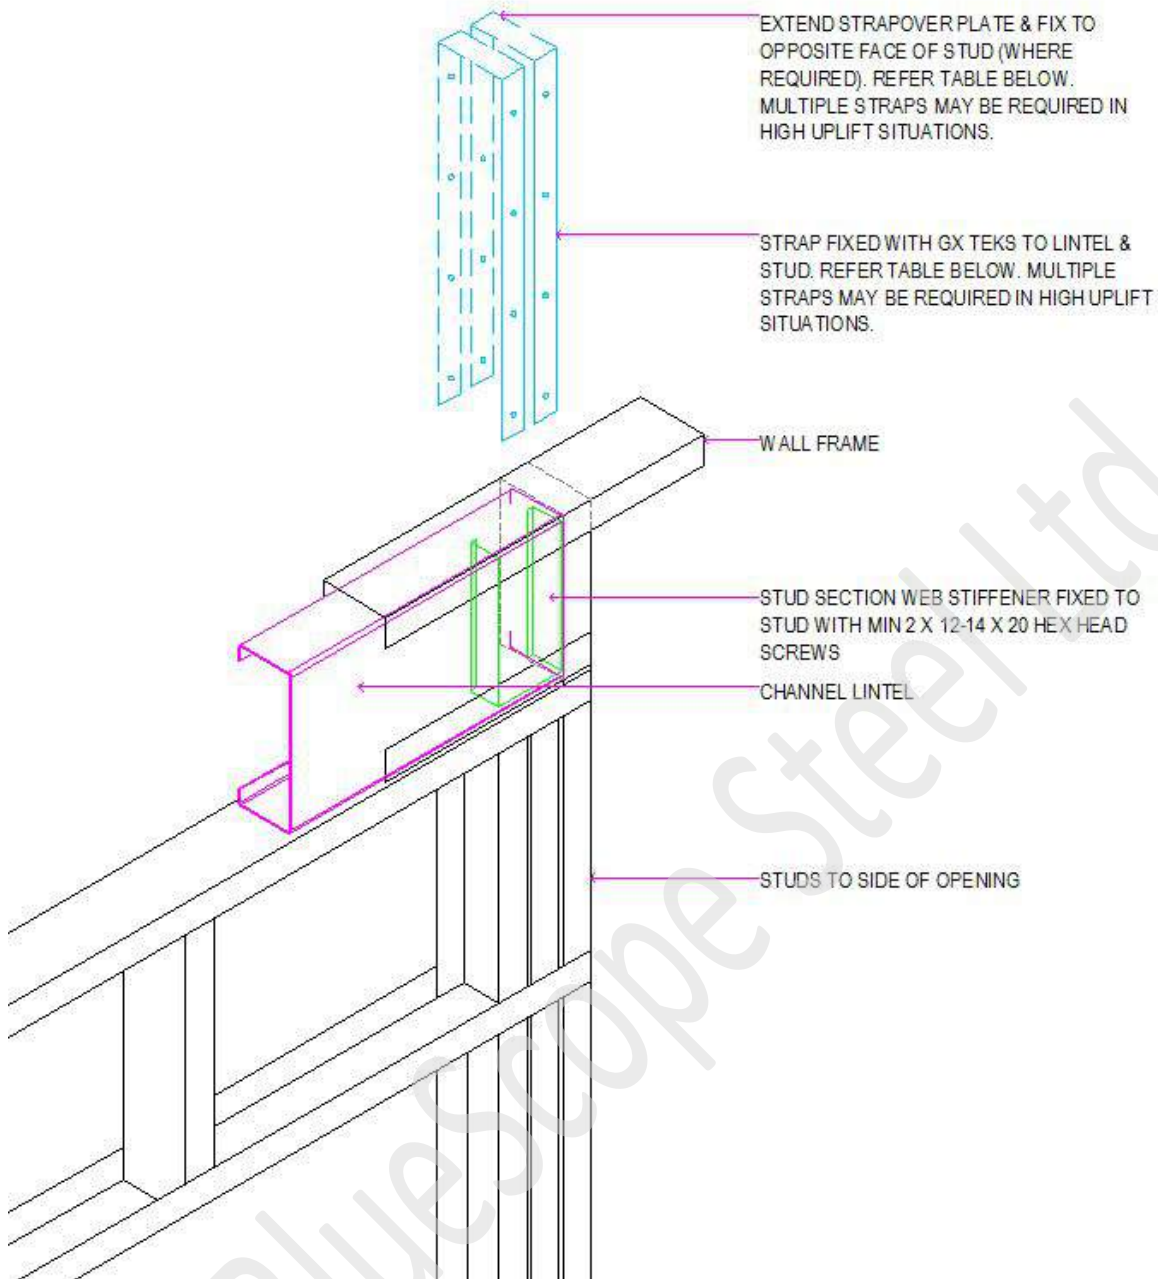 EXTEND STRAPOVER PLATE & FIX TO
OPPOSITE FACE OF STUD (WHERE
REQUIRED). REFER TABLE BELOW.
MULTIPLE STRAPS MAY BE REQUIRED IN
HIGH UPLIFT SITUATIONS.
STRAP FIXED WITH GX TEKS TO LINTEL &
STUD. REFER TABLE BELOW. MULTIPLE
STRAPS MAY BE REQUIRED IN HIGH UPLIFT
SITUATIONS.
WALL FRAME
STUD SECTION WEB STIFFENER FIXED TO
STUD WITH MIN 2 X 12-14 X 20 HEX HEAD
SCREWS
CHANNEL LINTEL
STUDS TO SIDE OF OPENING
lueScope Steel Ltd